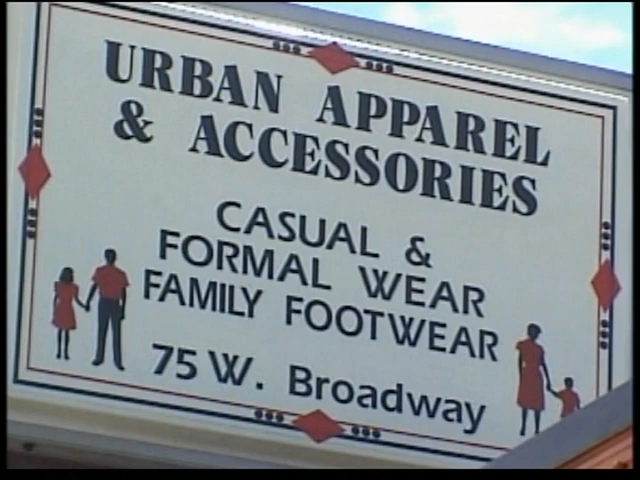 URBAN APPAREL
& ACCESSORIES
CASUAL &
FORMAL WEAR
FAMILY FOOTWEAR
75 W. Broadway